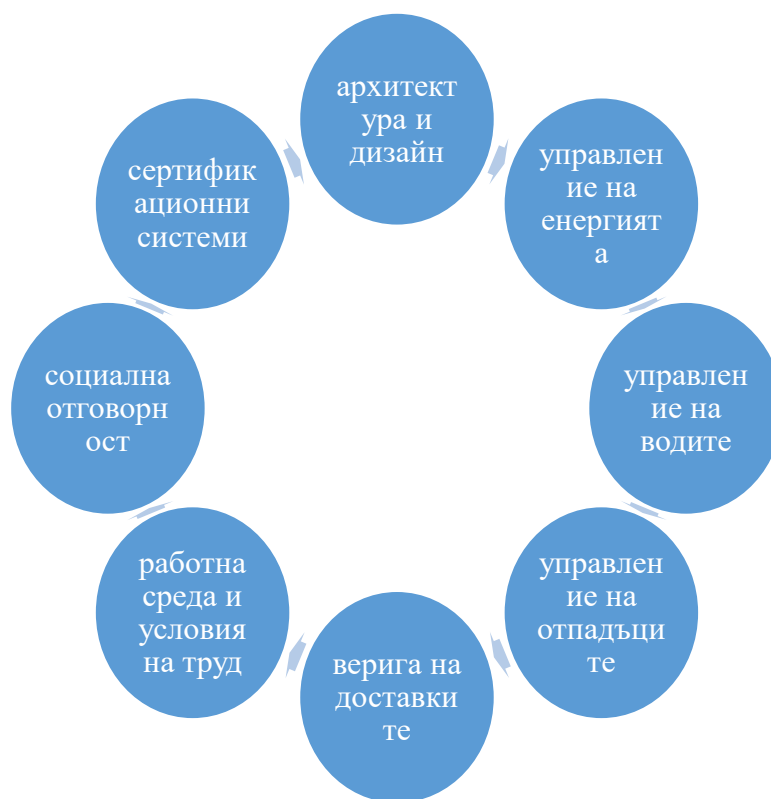 архитект
ура и
дизайн
управлен
ие на
енергият
а
управлен
ие на
водите
управлен
ие на
отпадъци
те
верига на
доставки
те
работна
среда и
условия
на труд
социална
отговорн
ост
сертифик
ационни
системи